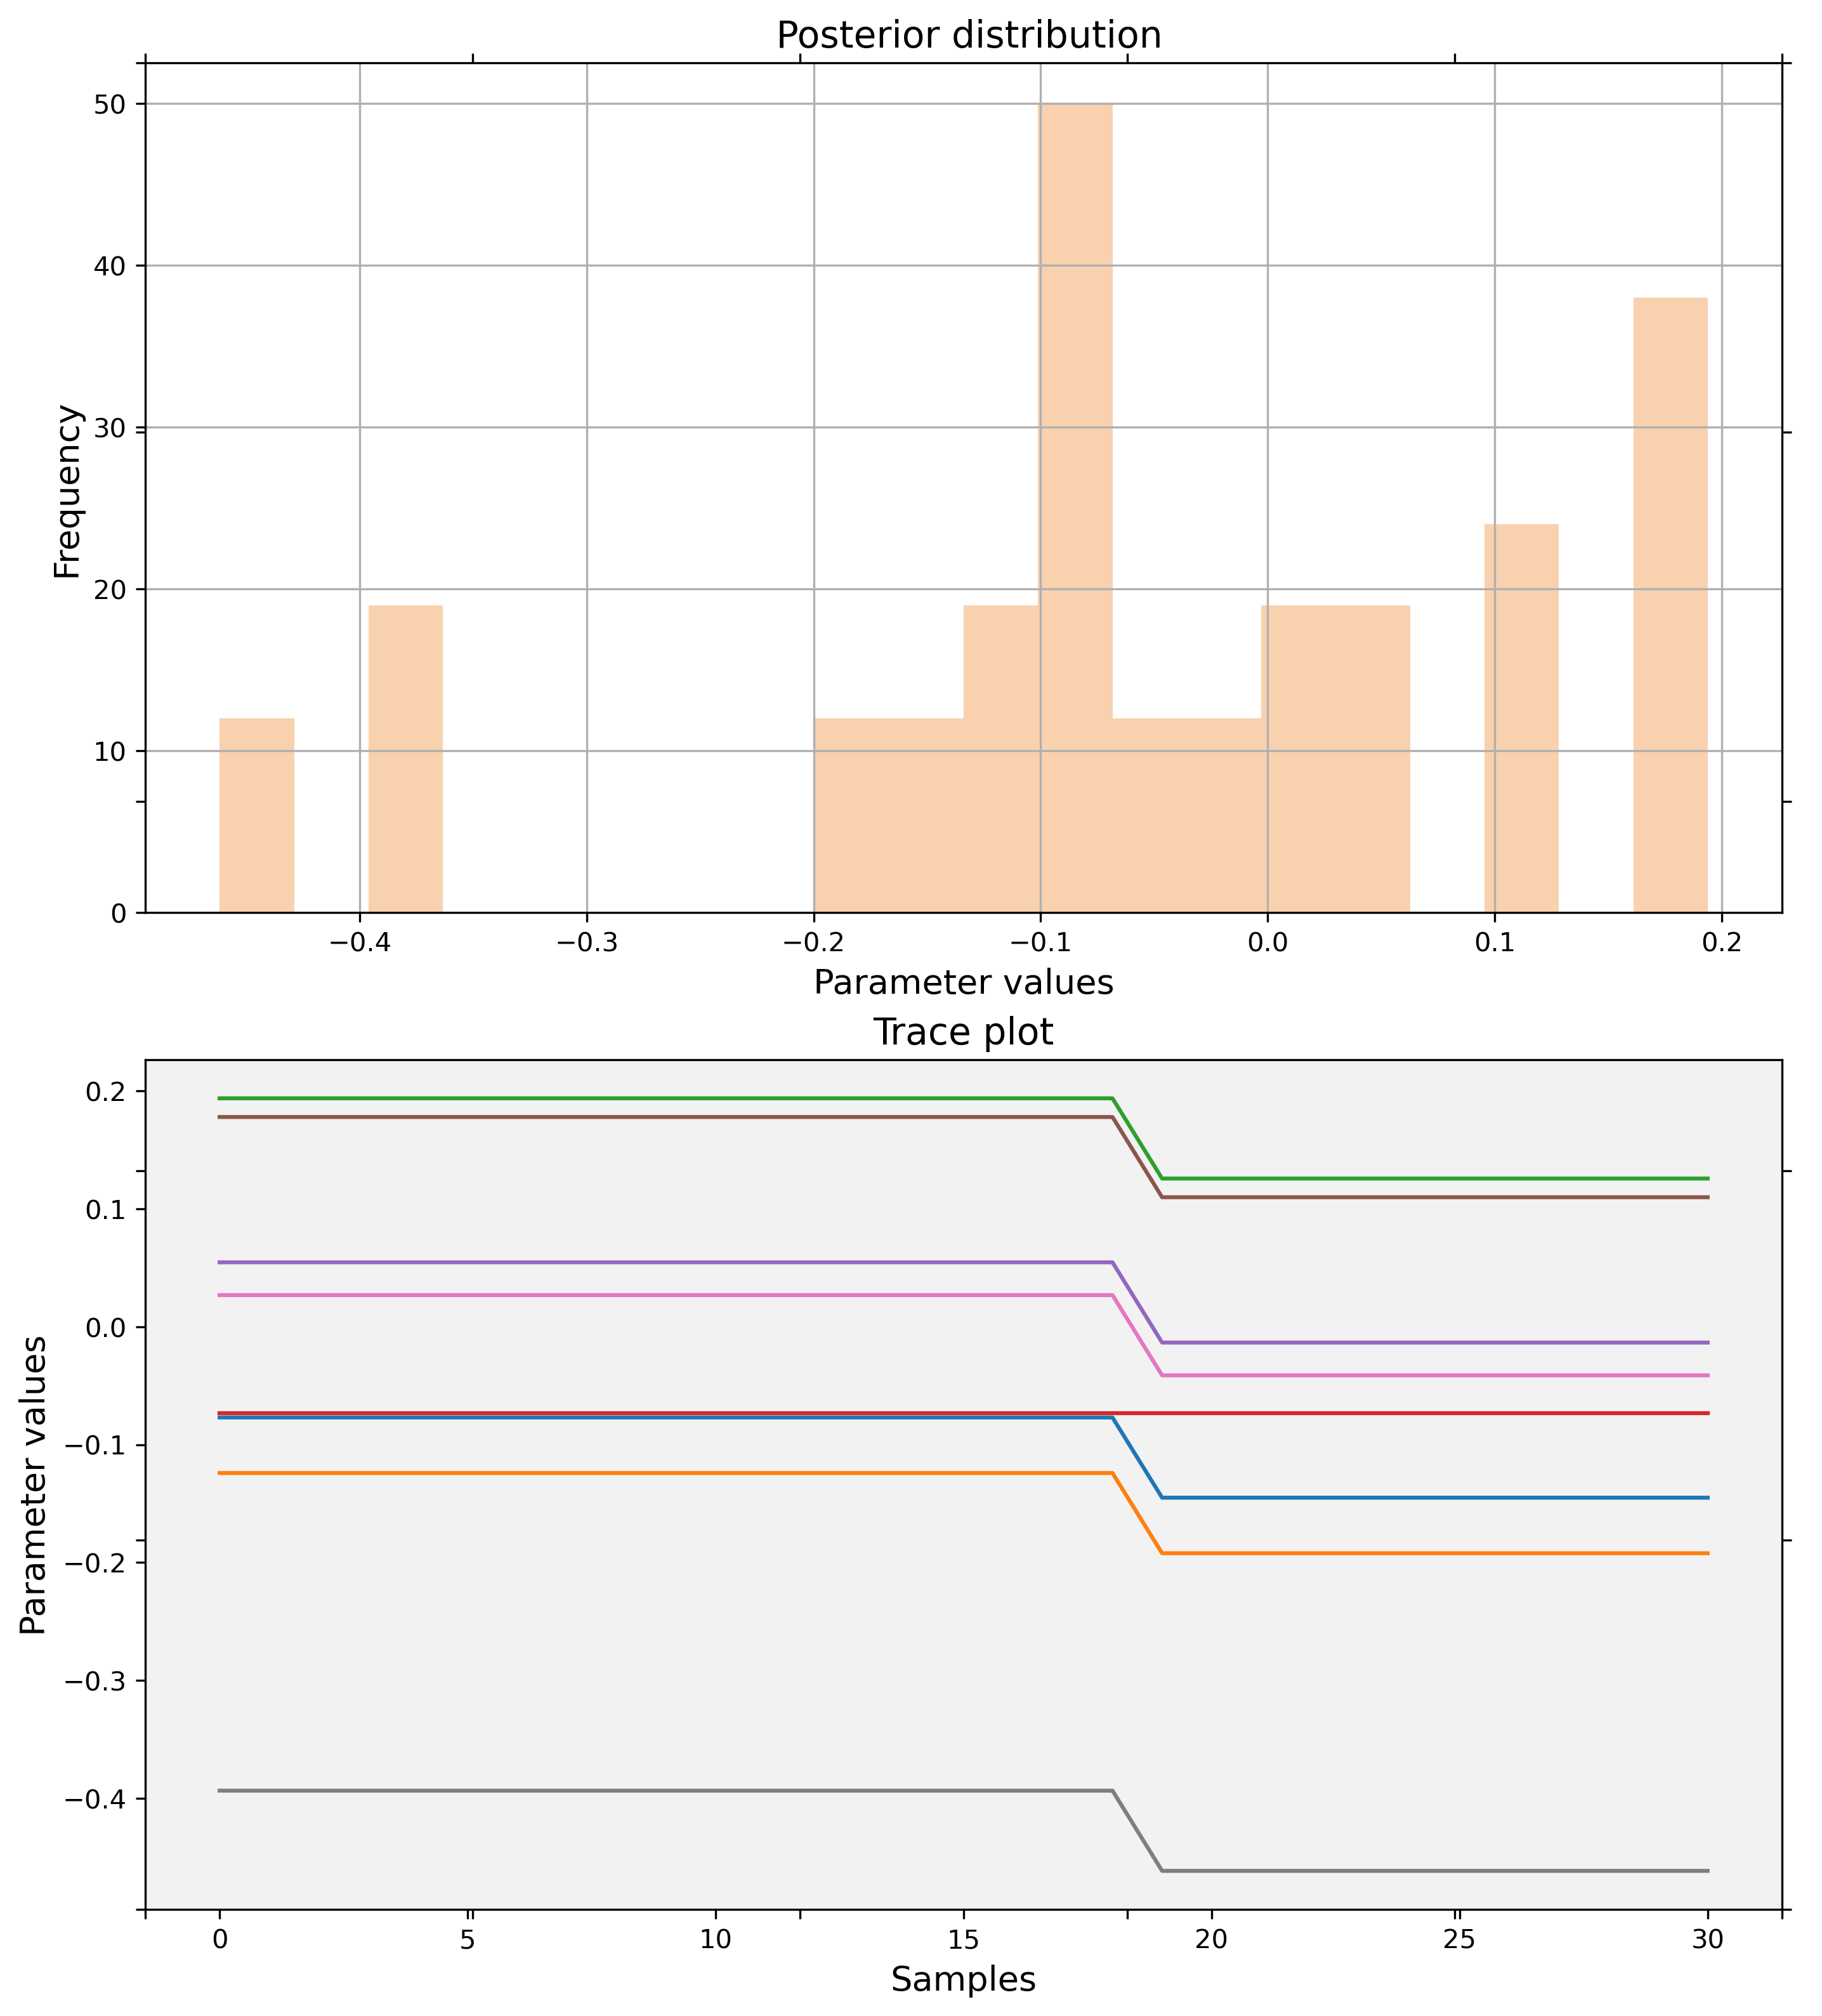 Posterior distribution
50
40
30
20
10
0
Frequency
−0.4 −0.3 −0.2 −0.1 0.0 0.1 0.2
Parameter values
Trace plot
0.2
0.1
0.0
−0.1
−0.2
−0.3
−0.4
Parameter values
0 5 10 15 20 25 30
Samples